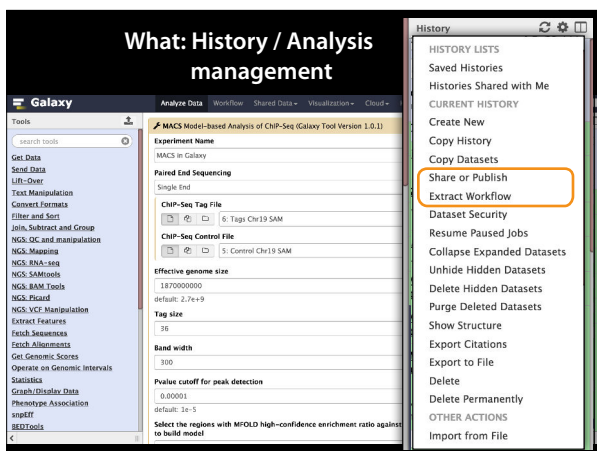 What: History / Analysis
management
Galaxy
Analyze Data Workflow Shared Data Visualization Cloud
Tools
search tools
Get Data
Send Data
Lift-Over
Text Manipulation
Convert Formats
Filter and Sort
Join, Subtract and Group
NGS: QC and manipulation
NGS: Mapping
NGS: RNA-seq
NGS: SAMtools
NGS: BAM Tools
NGS: Picard
NGS: VCF Manipulation
Extract Features
Fetch Sequences
Fetch Alignments
Get Genomic Scores
Operate on Genomic Intervals
Statistics
Graph/Display Data
Phenotype Association
snpEff
BEDTools
MACS Model-based Analysis of ChIP-Seq (Galaxy Tool Version 1.0.1)
Experiment Name
MACS in Galaxy
Paired End Sequencing
Single End
ChIP-Seq Tag File
6: Tags Chr19 SAM
ChIP-Seq Control File
5: Control Chr19 SAM
Effective genome size
1870000000
default: 2.7e+9
Tag size
36
Band width
300
Pvalue cutoff for peak detection
0.00001
default: 1e-5
Select the regions with MFOLD high-confidence enrichment ratio against
to build model
History
HISTORY LISTS
Saved Histories
Histories Shared with Me
CURRENT HISTORY
Create New
Copy History
Copy Datasets
Share or Publish
Extract Workflow
Dataset Security
Resume Paused Jobs
Collapse Expanded Datasets
Unhide Hidden Datasets
Delete Hidden Datasets
Purge Deleted Datasets
Show Structure
Export Citations
Export to File
Delete
Delete Permanently
OTHER ACTIONS
Import from File